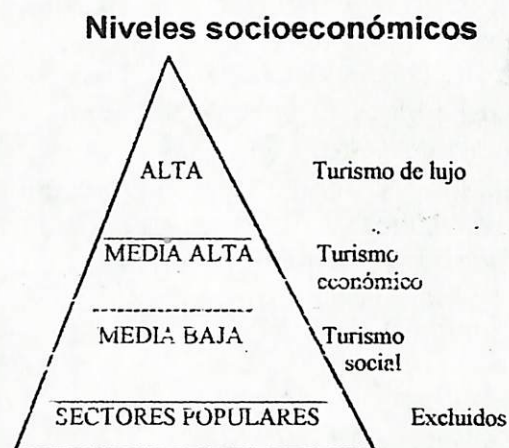 Niveles socioeconómicos
ALTA Turismo de lujo
MEDIA ALTA Turismo
económico
MEDIA BAJA Turismo
social
SECTORES POPULARES Excluidos